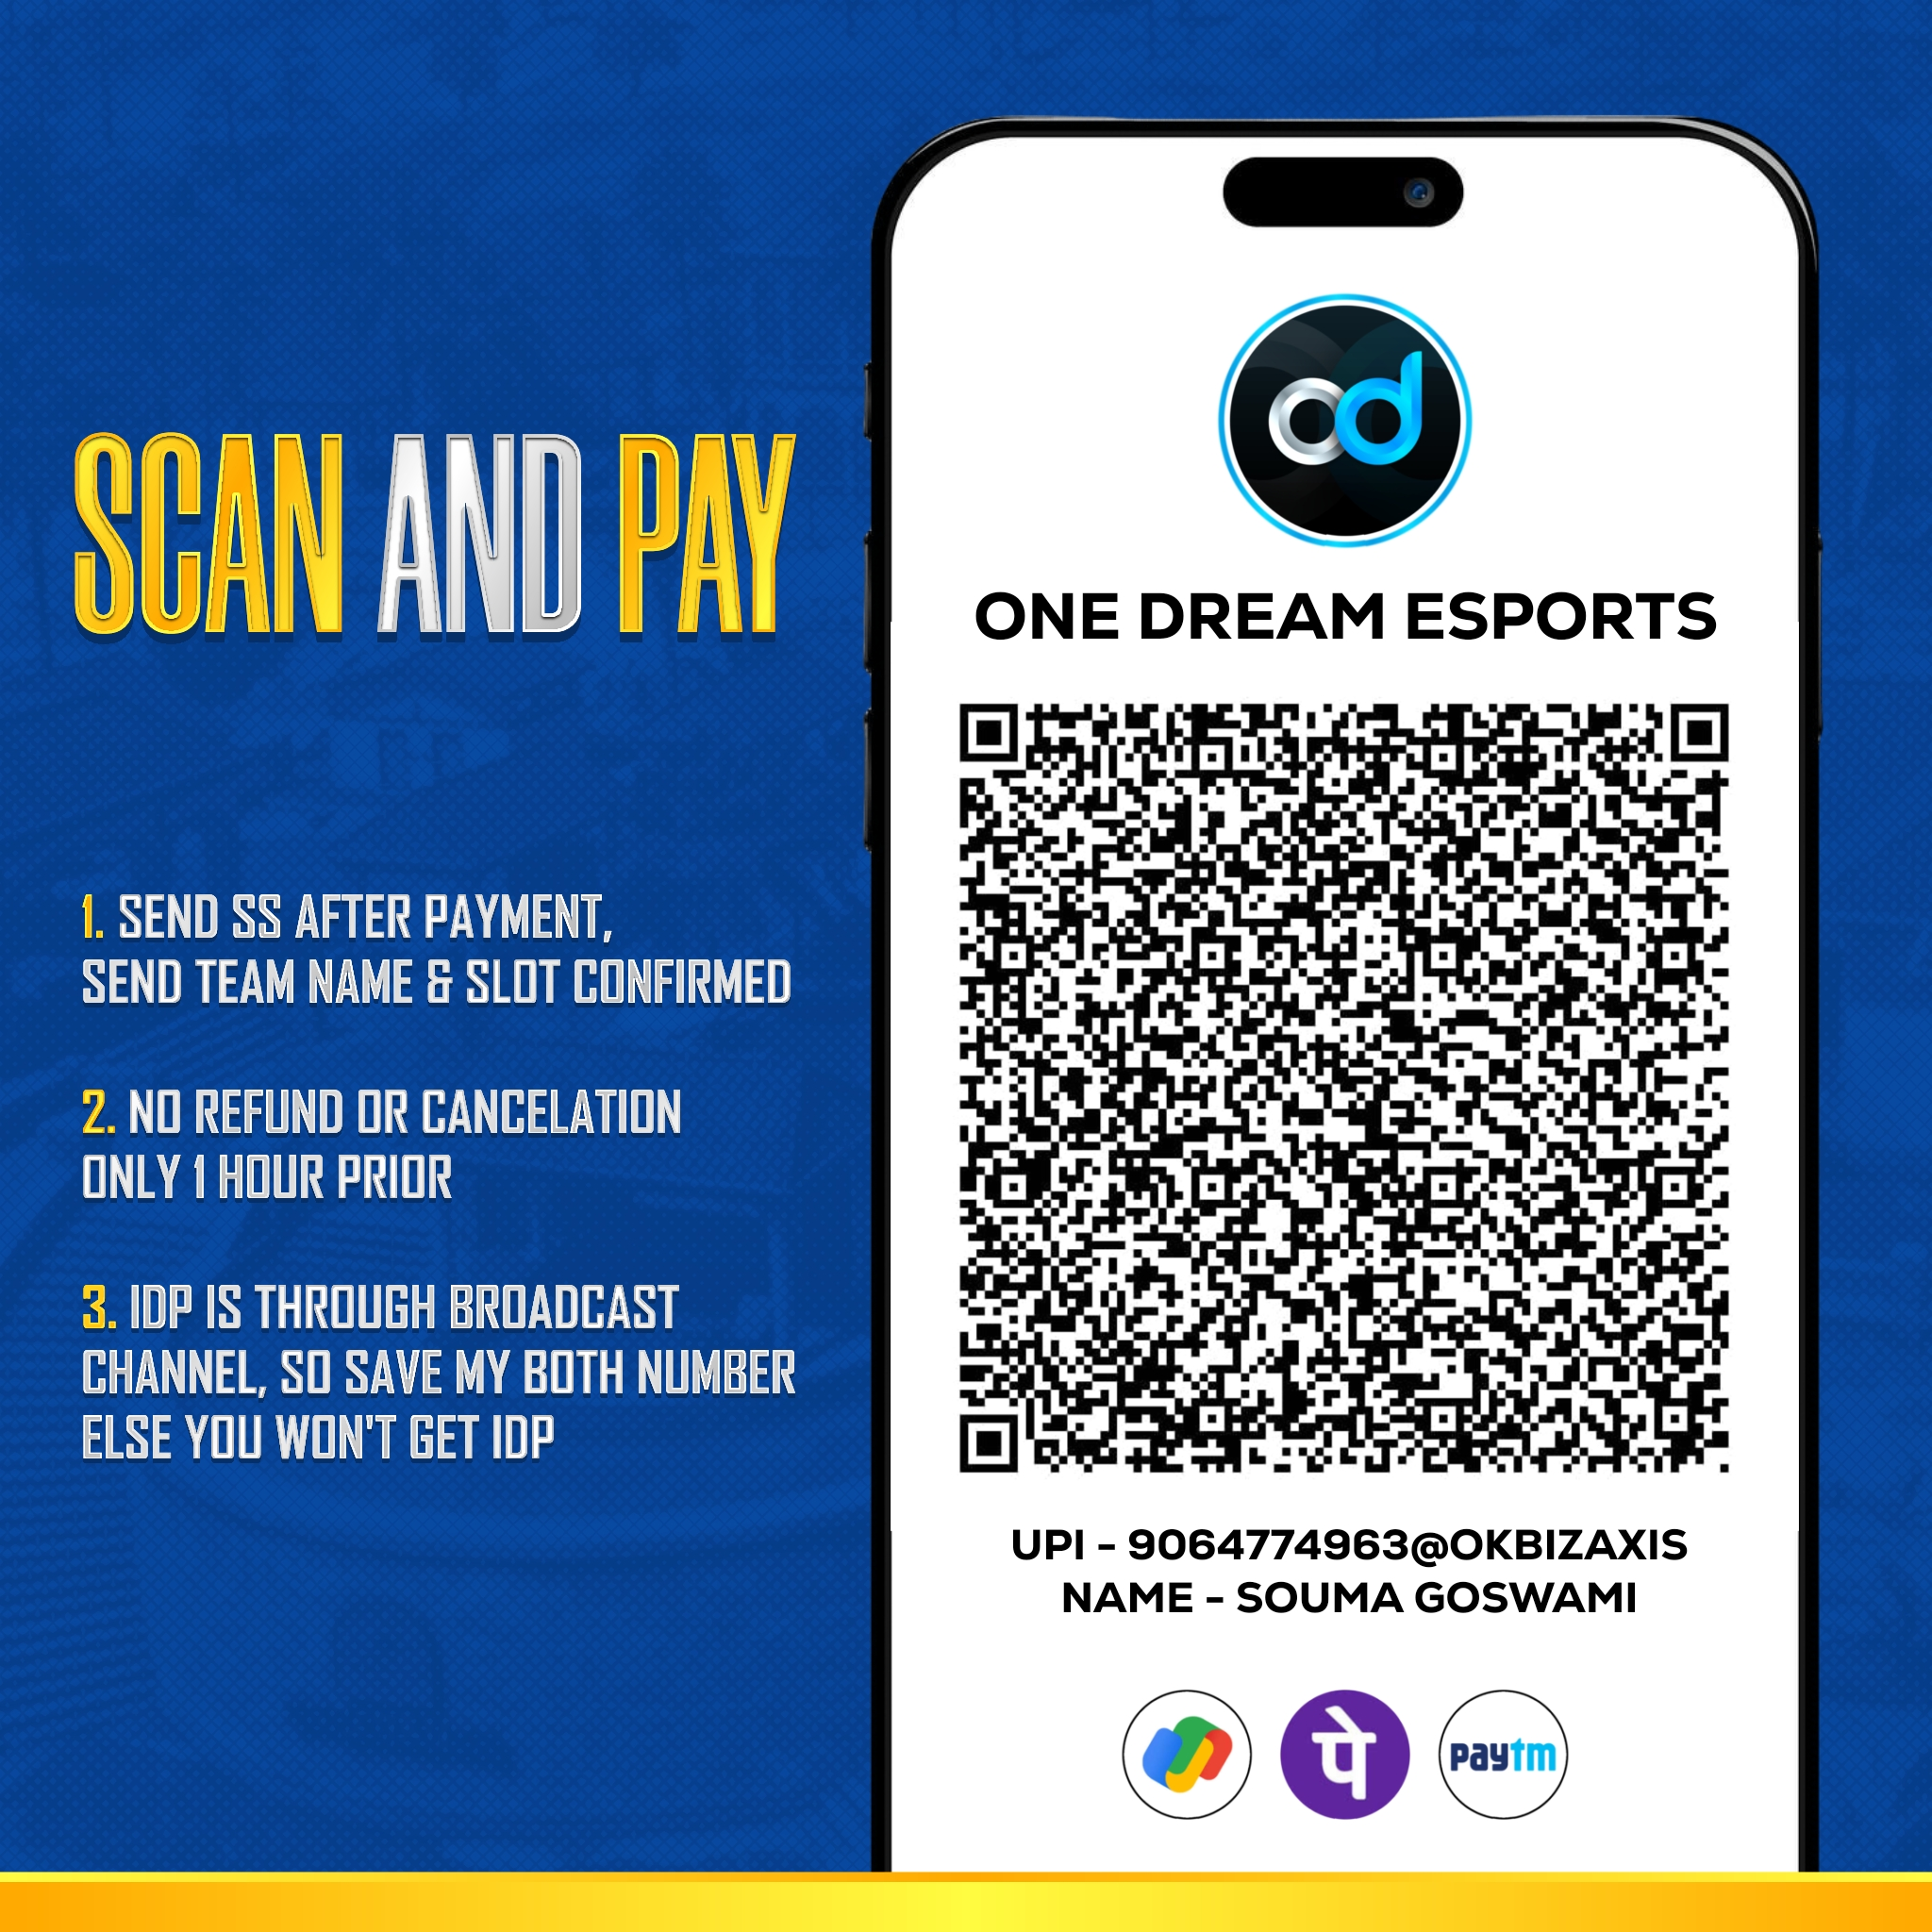 SCAN AND PAY
1. SEND SS AFTER PAYMENT,
SEND TEAM NAME & SLOT CONFIRMED
2. NO REFUND OR CANCELATION
ONLY 1 HOUR PRIOR
3. IDP IS THROUGH BROADCAST
CHANNEL, SO SAVE MY BOTH NUMBER
ELSE YOU WON'T GET IDP
od
ONE DREAM ESPORTS
UPI - 9064774963@OKBIZAXIS
NAME - SOUMA GOSWAMI
पे
paytm